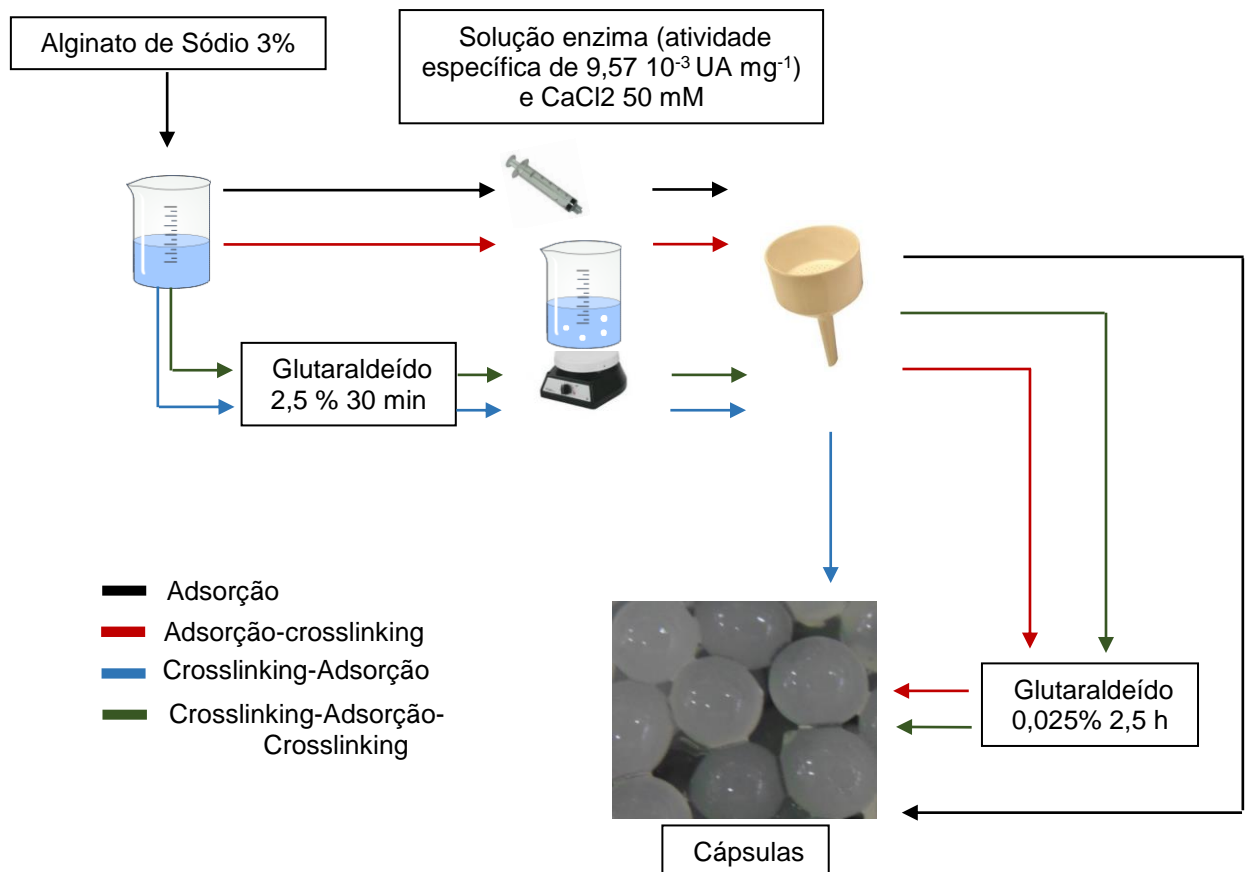 Alginato de Sódio 3%
Solução enzima (atividade
específica de 9,57 10⁻³ UA mg⁻¹)
e CaCl2 50 mM
Glutaraldeído
2,5 % 30 min
Adsorção
Adsorção-crosslinking
Crosslinking-Adsorção
Crosslinking-Adsorção-
Crosslinking
Glutaraldeído
0,025% 2,5 h
Cápsulas